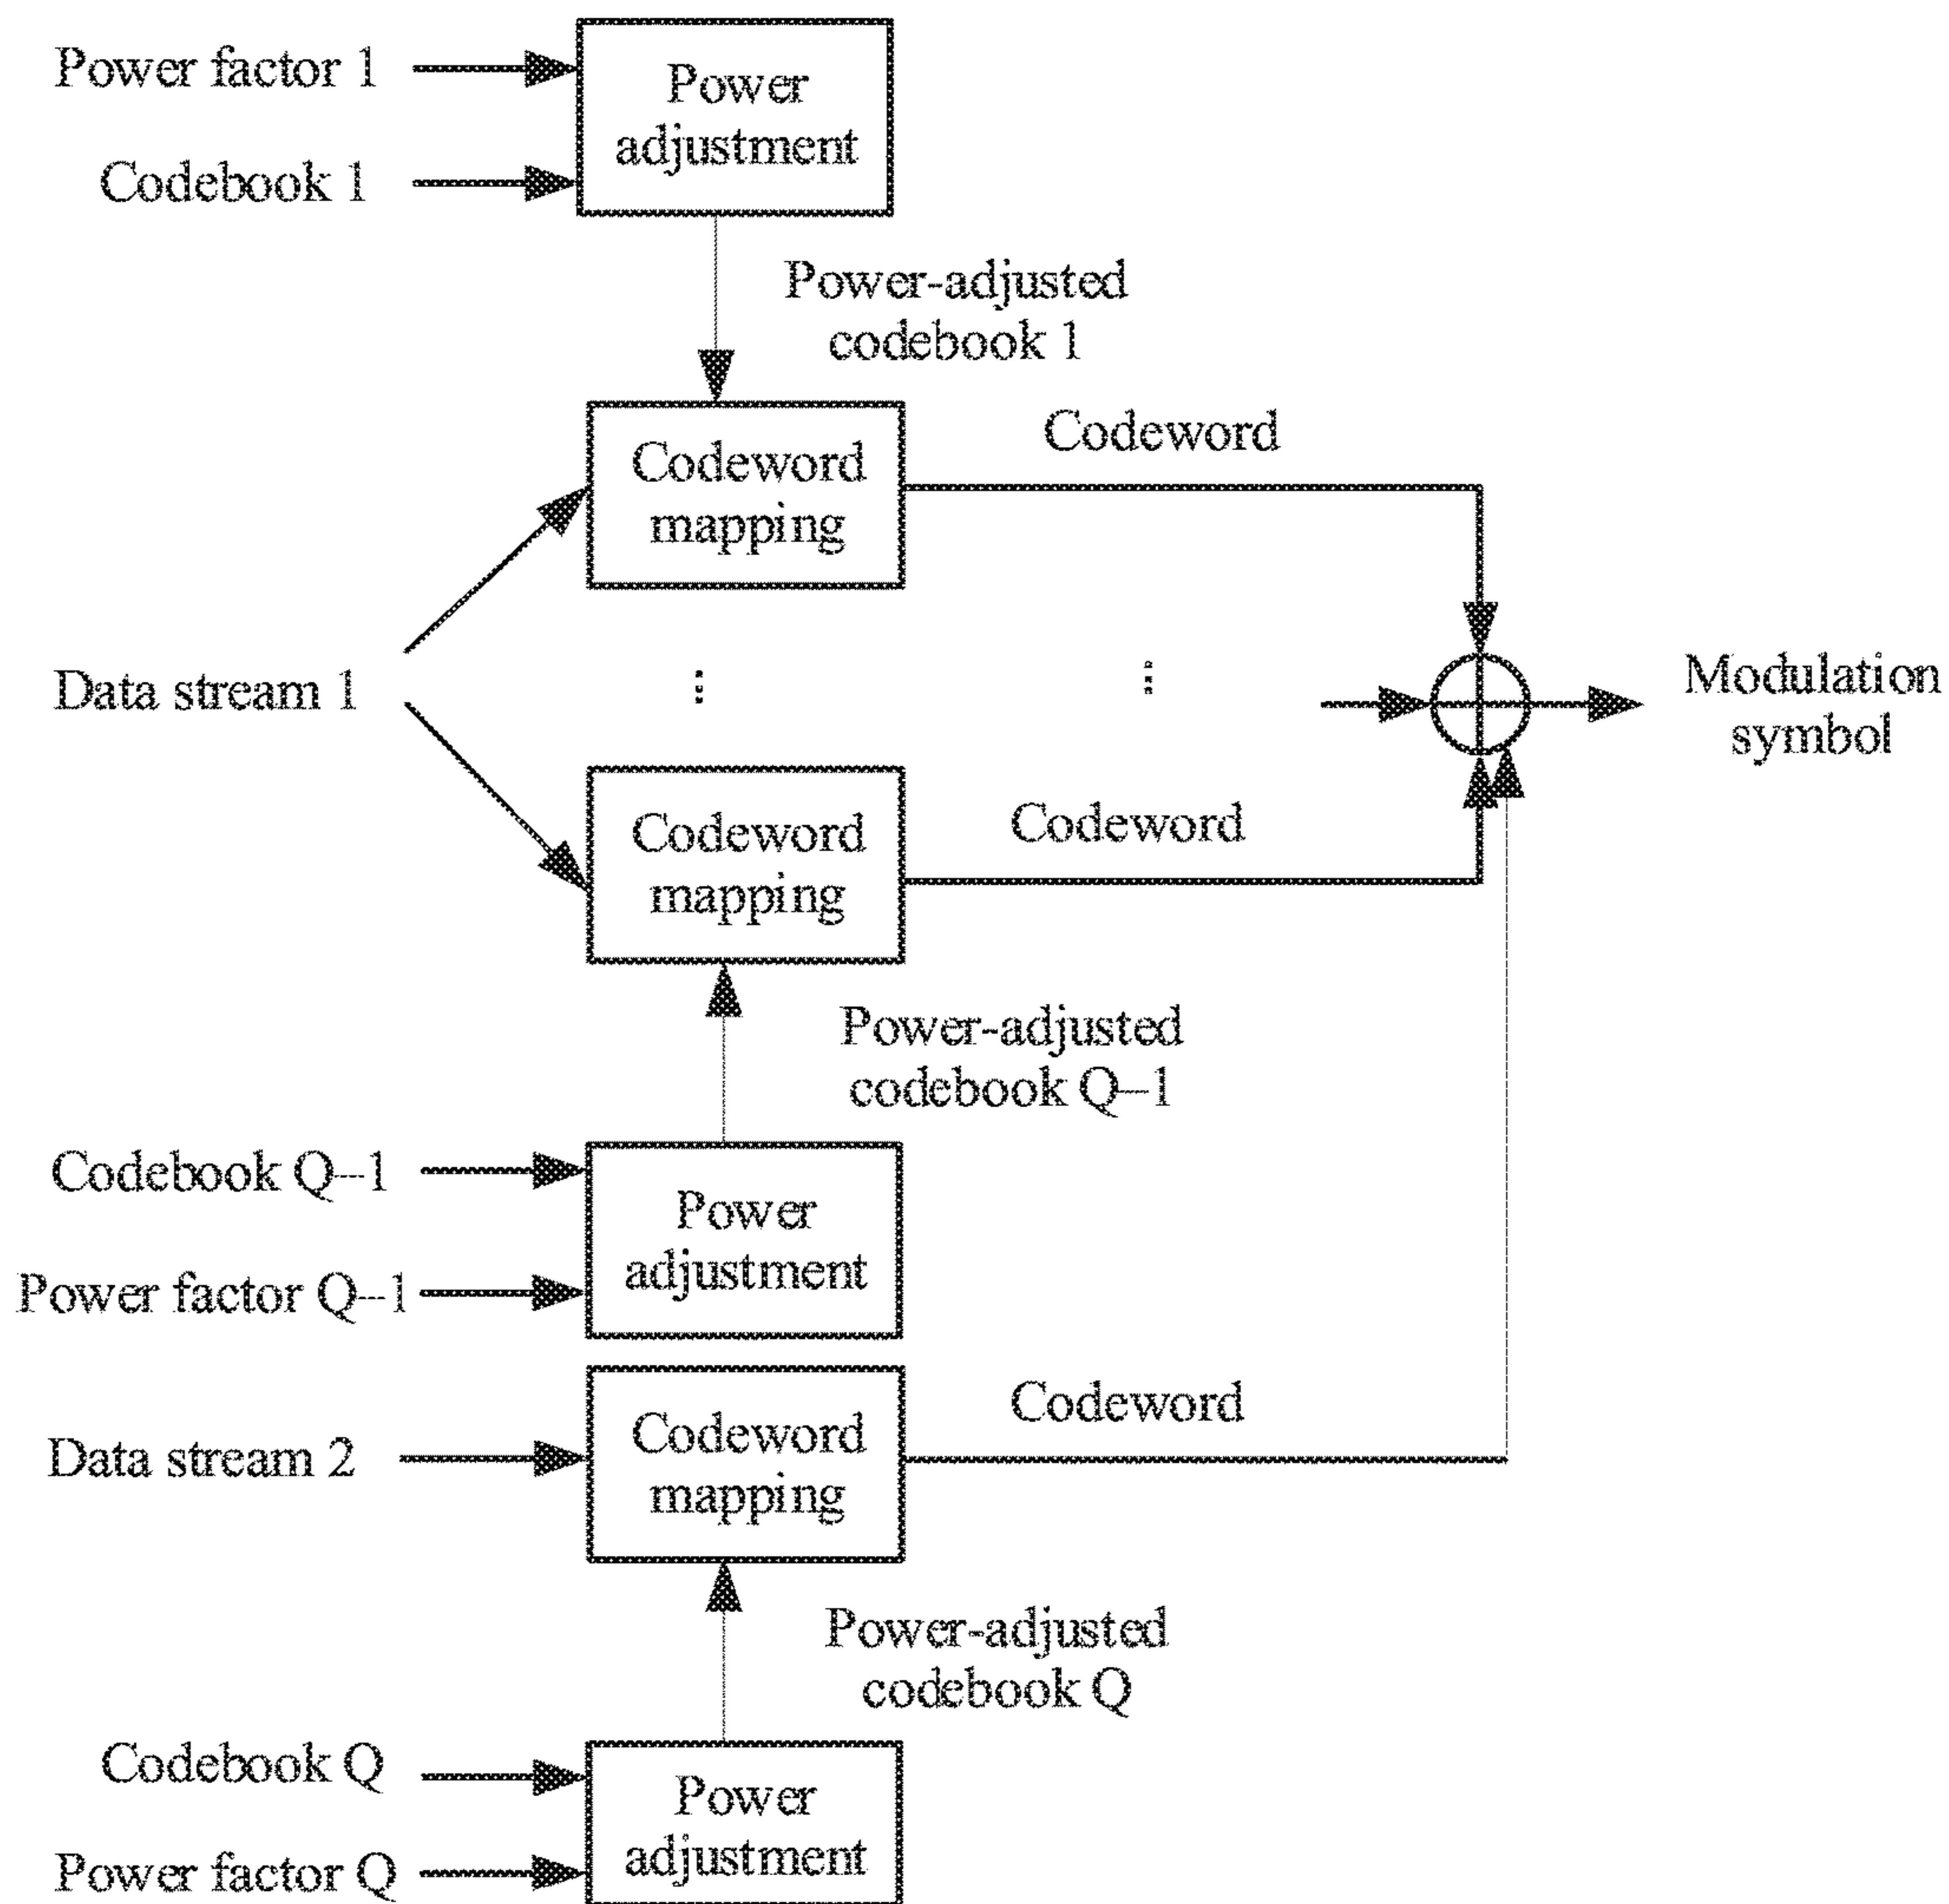 Power factor 1
Codebook 1
Power
adjustment
Power-adjusted
codebook 1
Codeword
mapping
Codeword
Data stream 1
⋮
⋮
Modulation
symbol
Codeword
mapping
Codeword
Power-adjusted
codebook Q–1
Codebook Q–1
Power factor Q–1
Power
adjustment
Data stream 2
Codeword
mapping
Codeword
Power-adjusted
codebook Q
Codebook Q
Power factor Q
Power
adjustment